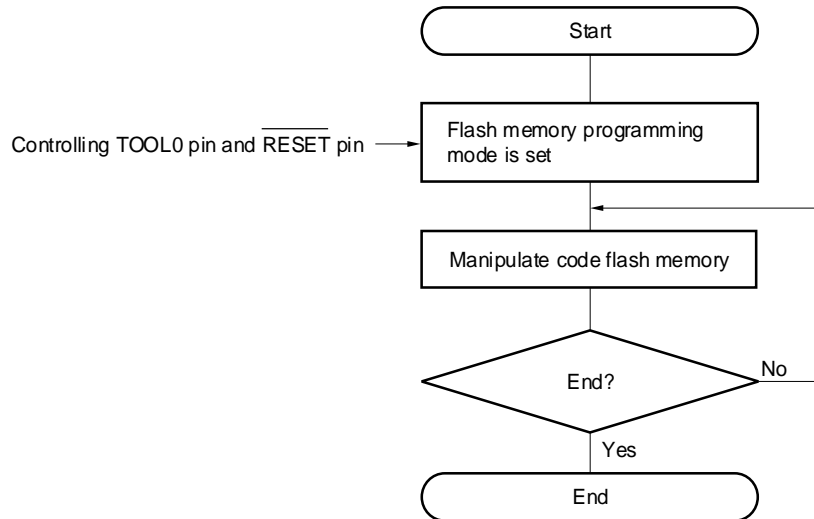 Start
Controlling TOOL0 pin and RESET pin
Flash memory programming
mode is set
Manipulate code flash memory
End?
No
Yes
End